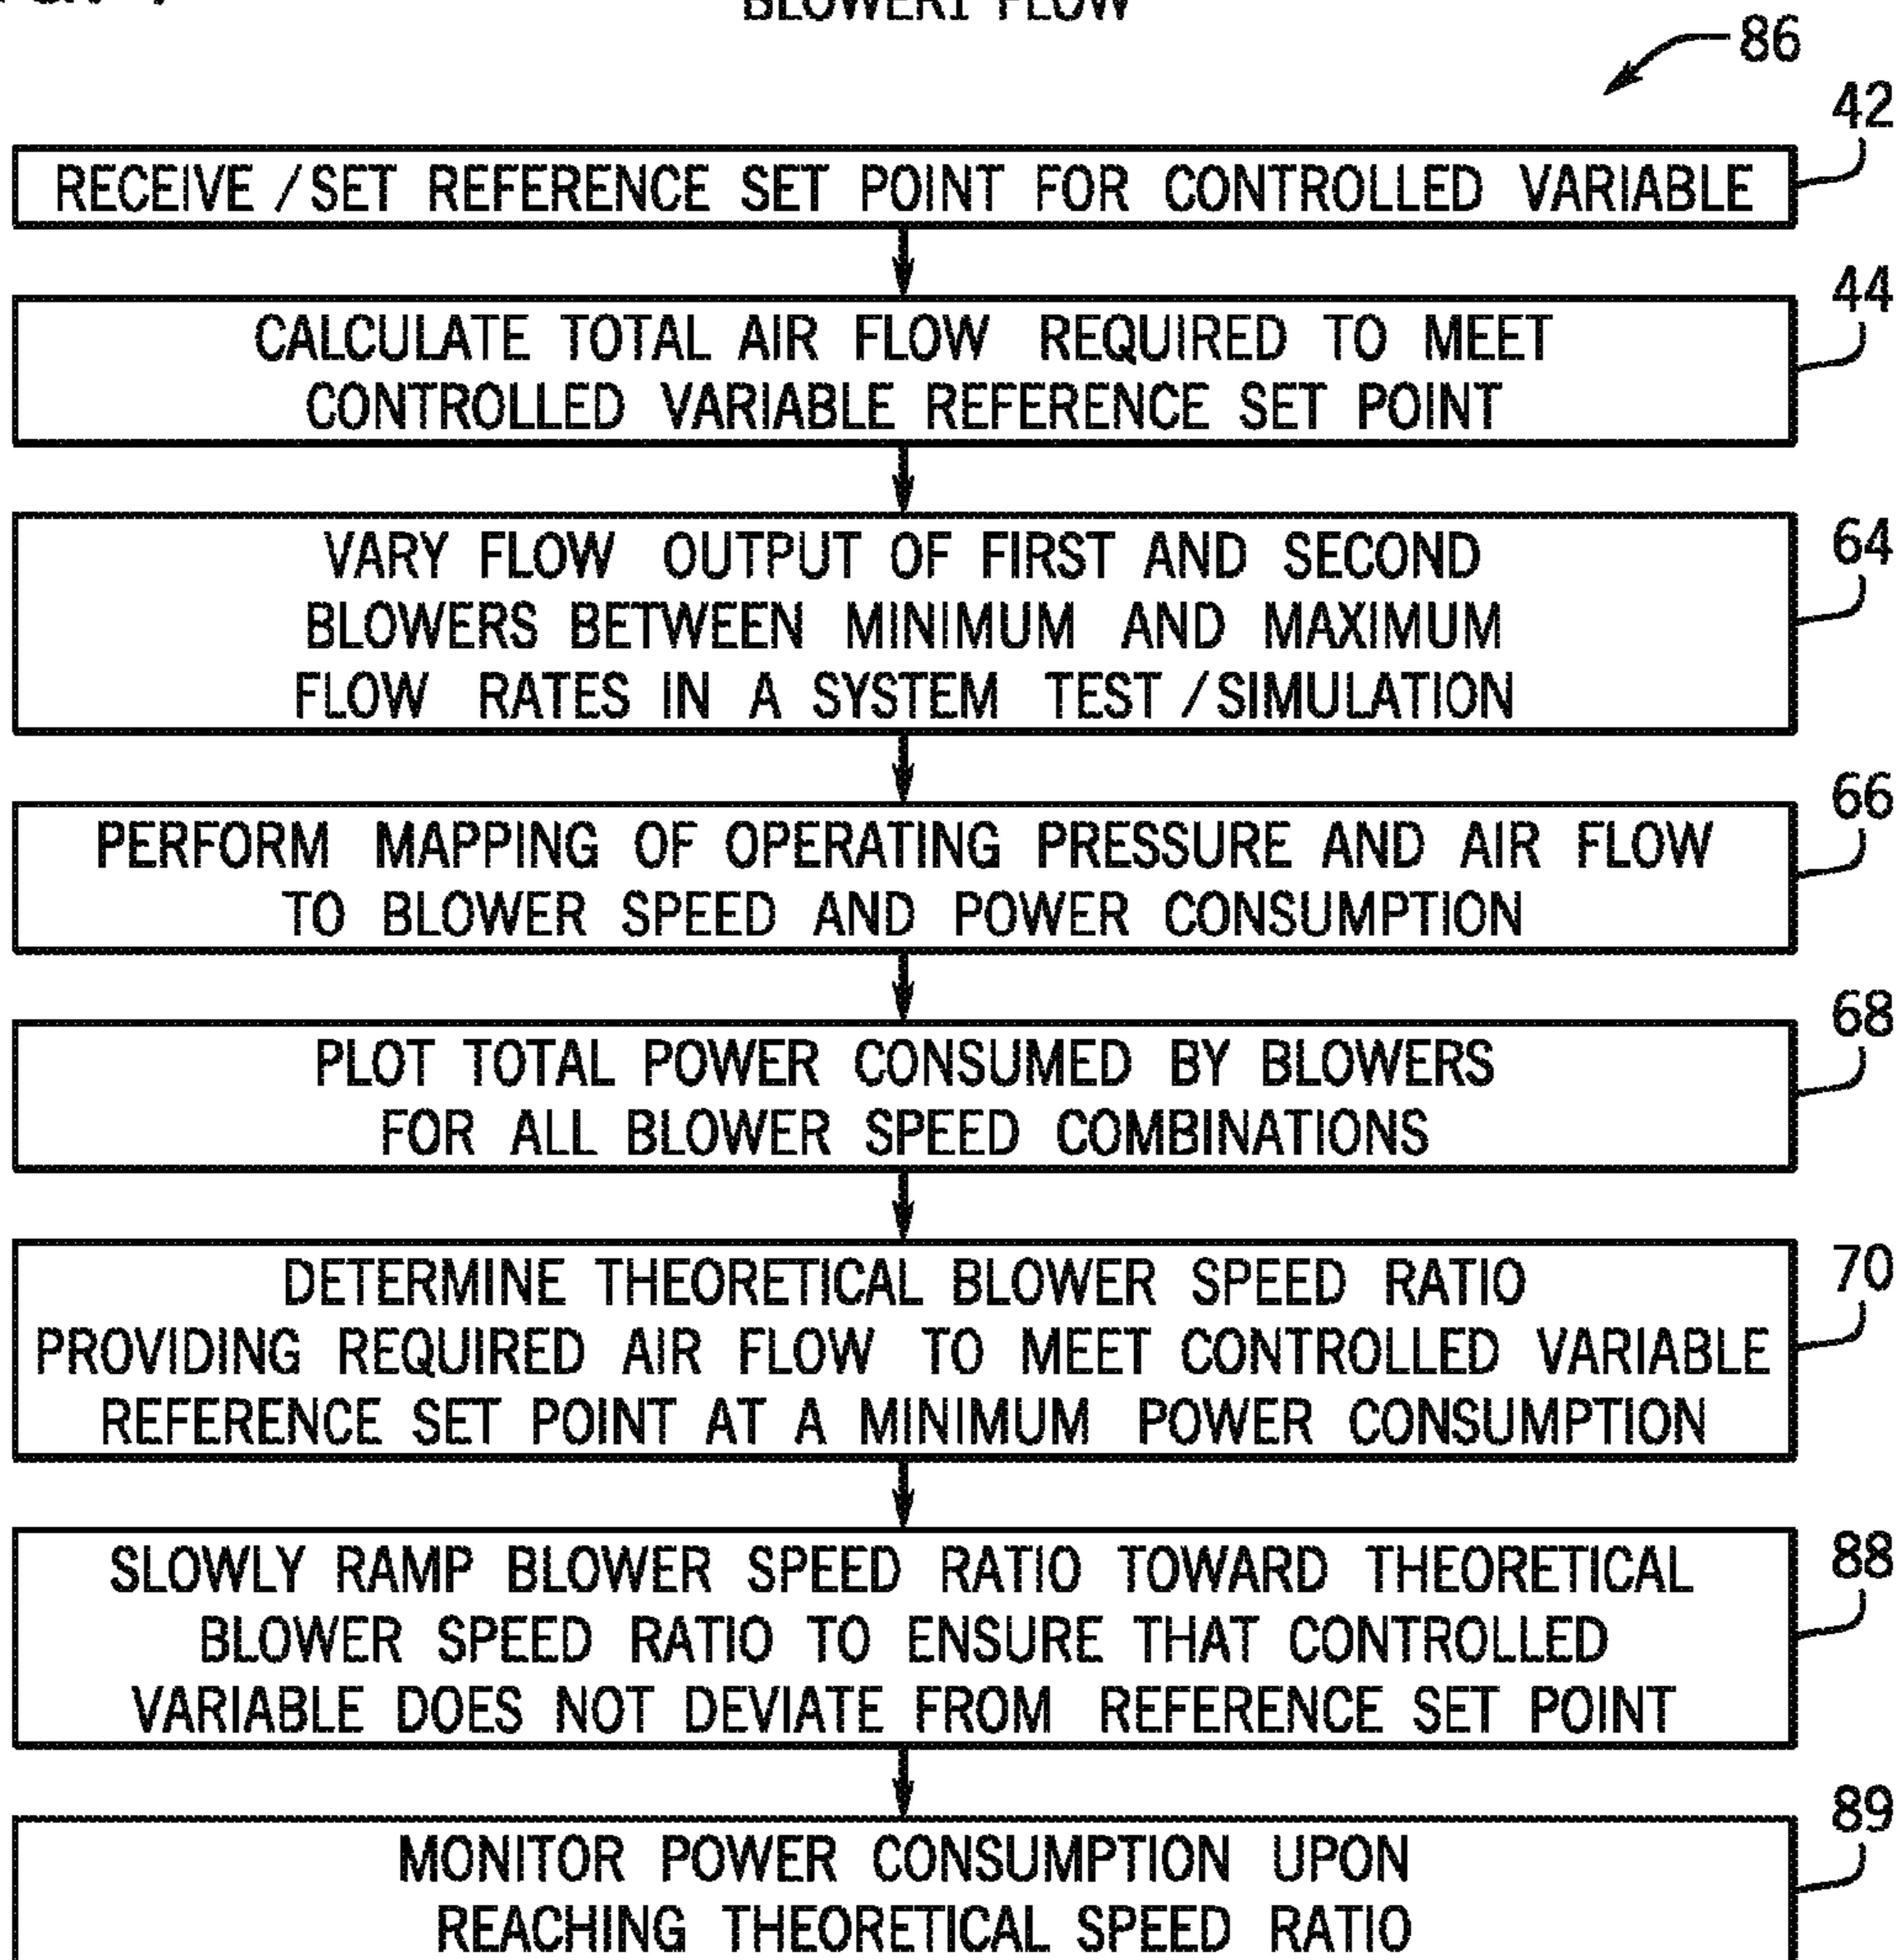 BLOWER1 FLOW
86
42
RECEIVE / SET REFERENCE SET POINT FOR CONTROLLED VARIABLE
44
CALCULATE TOTAL AIR FLOW REQUIRED TO MEET
CONTROLLED VARIABLE REFERENCE SET POINT
64
VARY FLOW OUTPUT OF FIRST AND SECOND
BLOWERS BETWEEN MINIMUM AND MAXIMUM
FLOW RATES IN A SYSTEM TEST / SIMULATION
66
PERFORM MAPPING OF OPERATING PRESSURE AND AIR FLOW
TO BLOWER SPEED AND POWER CONSUMPTION
68
PLOT TOTAL POWER CONSUMED BY BLOWERS
FOR ALL BLOWER SPEED COMBINATIONS
70
DETERMINE THEORETICAL BLOWER SPEED RATIO
PROVIDING REQUIRED AIR FLOW TO MEET CONTROLLED VARIABLE
REFERENCE SET POINT AT A MINIMUM POWER CONSUMPTION
88
SLOWLY RAMP BLOWER SPEED RATIO TOWARD THEORETICAL
BLOWER SPEED RATIO TO ENSURE THAT CONTROLLED
VARIABLE DOES NOT DEVIATE FROM REFERENCE SET POINT
89
MONITOR POWER CONSUMPTION UPON
REACHING THEORETICAL SPEED RATIO